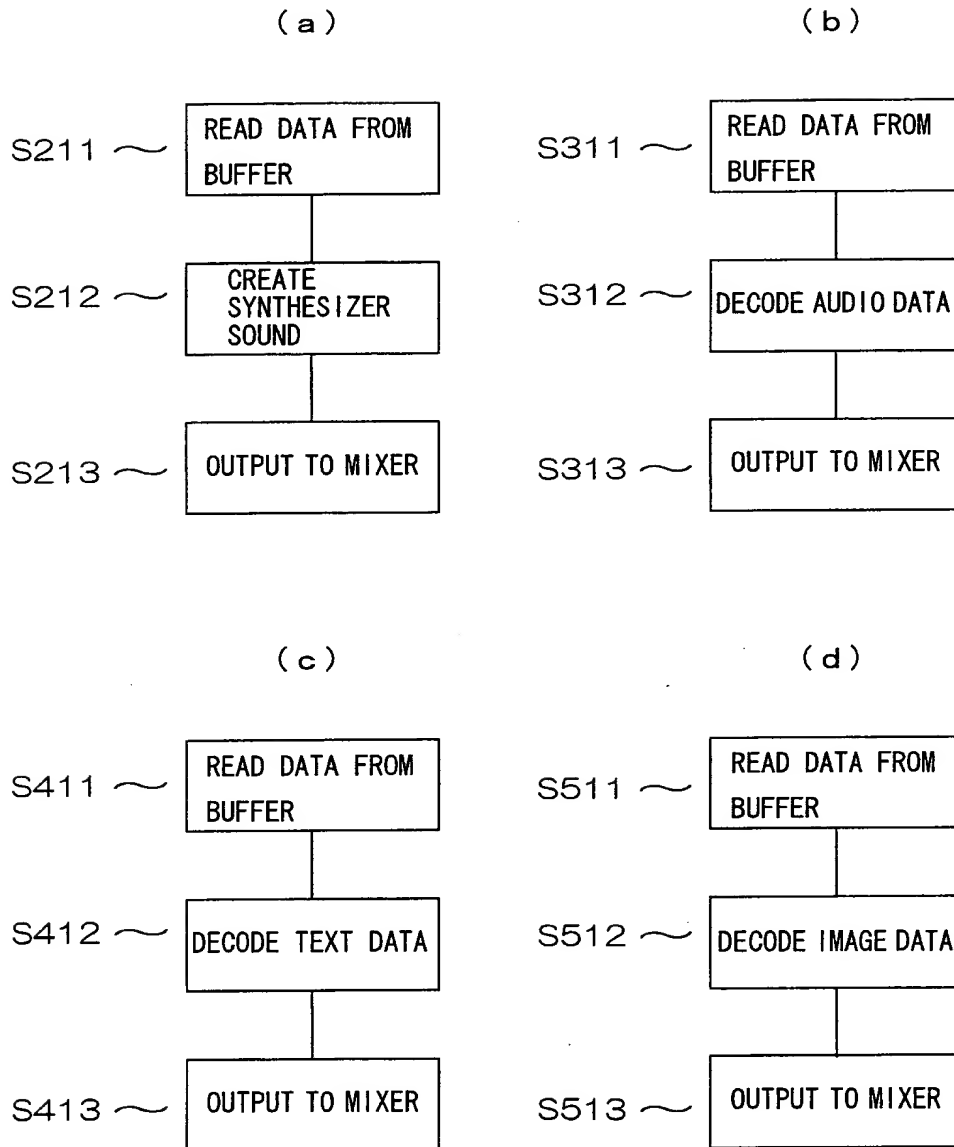 (a)
S211 READ DATA FROM
BUFFER
S212 CREATE
SYNTHESIZER
SOUND
S213 OUTPUT TO MIXER
(b)
S311 READ DATA FROM
BUFFER
S312 DECODE AUDIO DATA
S313 OUTPUT TO MIXER
(c)
S411 READ DATA FROM
BUFFER
S412 DECODE TEXT DATA
S413 OUTPUT TO MIXER
(d)
S511 READ DATA FROM
BUFFER
S512 DECODE IMAGE DATA
S513 OUTPUT TO MIXER